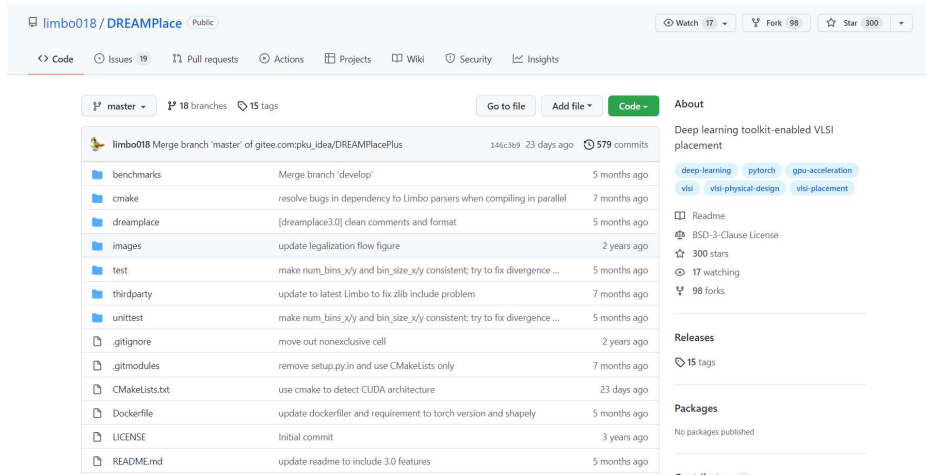 limbo018 / DREAMPlace Public
Watch 17 Fork 98 Star 300
Code Issues 19 Pull requests Actions Projects Wiki Security Insights
master 18 branches 15 tags Go to file Add file Code
limbo018 Merge branch 'master' of gitee.com:pku_idea/DREAMPlacePlus 146c3b9 23 days ago 579 commits
benchmarks Merge branch 'develop' 5 months ago
cmake resolve bugs in dependency to Limbo parsers when compiling in parallel 7 months ago
dreamplace [dreamplace3.0] clean comments and format 5 months ago
images update legalization flow figure 2 years ago
test make num_bins_x/y and bin_size_x/y consistent; try to fix divergence ... 5 months ago
thirdparty update to latest Limbo to fix zlib include problem 7 months ago
unittest make num_bins_x/y and bin_size_x/y consistent; try to fix divergence ... 5 months ago
.gitignore move out nonexclusive cell 2 years ago
.gitmodules remove setup.py.in and use CMakeLists only 7 months ago
CMakeLists.txt use cmake to detect CUDA architecture 23 days ago
Dockerfile update dockerfiler and requirement to torch version and shapely 5 months ago
LICENSE Initial commit 3 years ago
README.md update readme to include 3.0 features 5 months ago
About
Deep learning toolkit-enabled VLSI
placement
deep-learning pytorch gpu-acceleration
vlsi vlsi-physical-design vlsi-placement
Readme
BSD-3-Clause License
300 stars
17 watching
98 forks
Releases
15 tags
Packages
No packages published